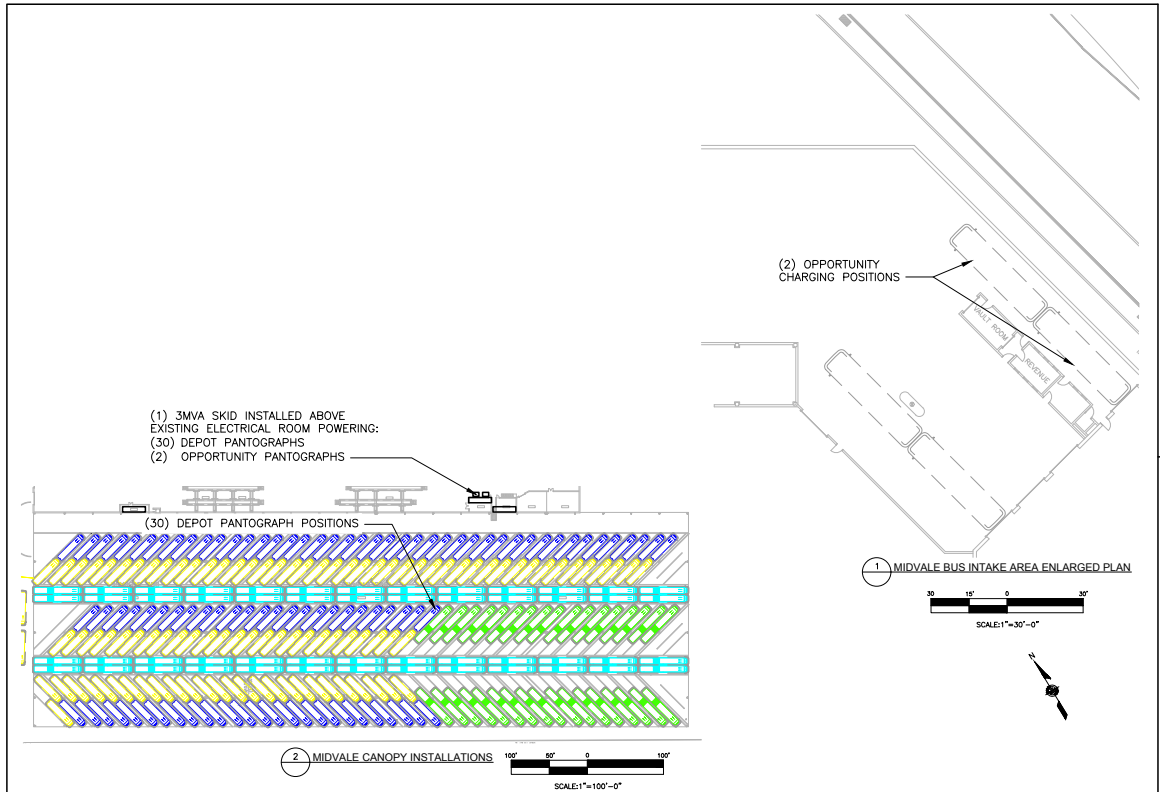 (2) OPPORTUNITY
CHARGING POSITIONS
VAULT ROOM
REVENUE
(1) 3MVA SKID INSTALLED ABOVE
EXISTING ELECTRICAL ROOM POWERING:
(30) DEPOT PANTOGRAPHS
(2) OPPORTUNITY PANTOGRAPHS
(30) DEPOT PANTOGRAPH POSITIONS
1 MIDVALE BUS INTAKE AREA ENLARGED PLAN
30 15' 0 30'
SCALE:1"=30'-0"
N
2 MIDVALE CANOPY INSTALLATIONS
100' 50' 0 100'
SCALE:1"=100'-0"